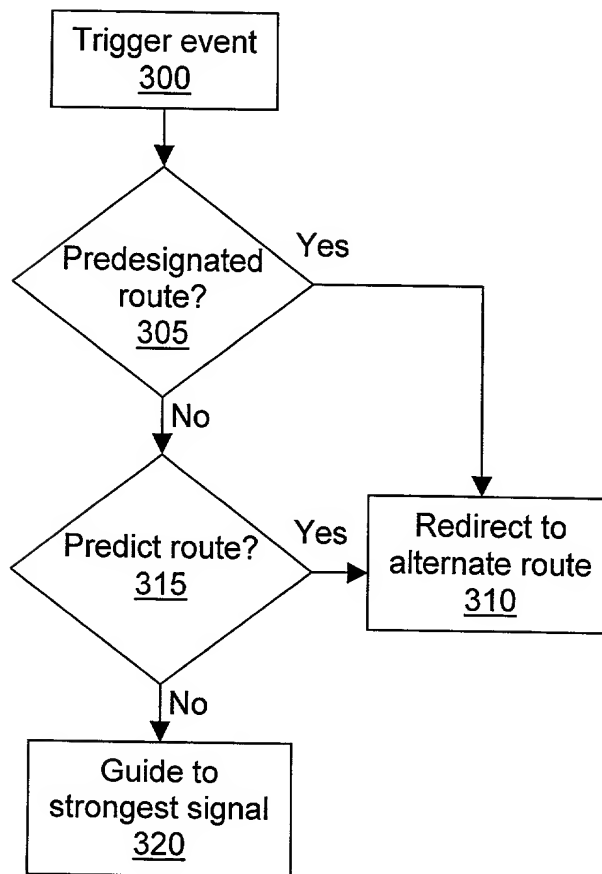 Trigger event
300
Yes
Predesignated
route?
305
No
Yes
Predict route?
315
Redirect to
alternate route
310
No
Guide to
strongest signal
320